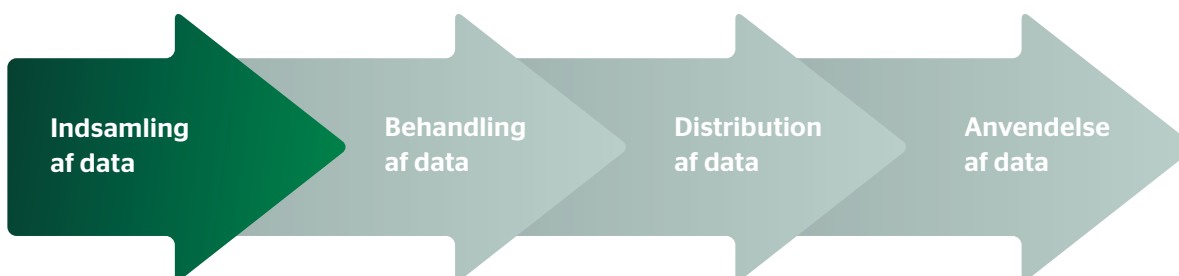 Indsamling
af data
Behandling
af data
Distribution
af data
Anvendelse
af data